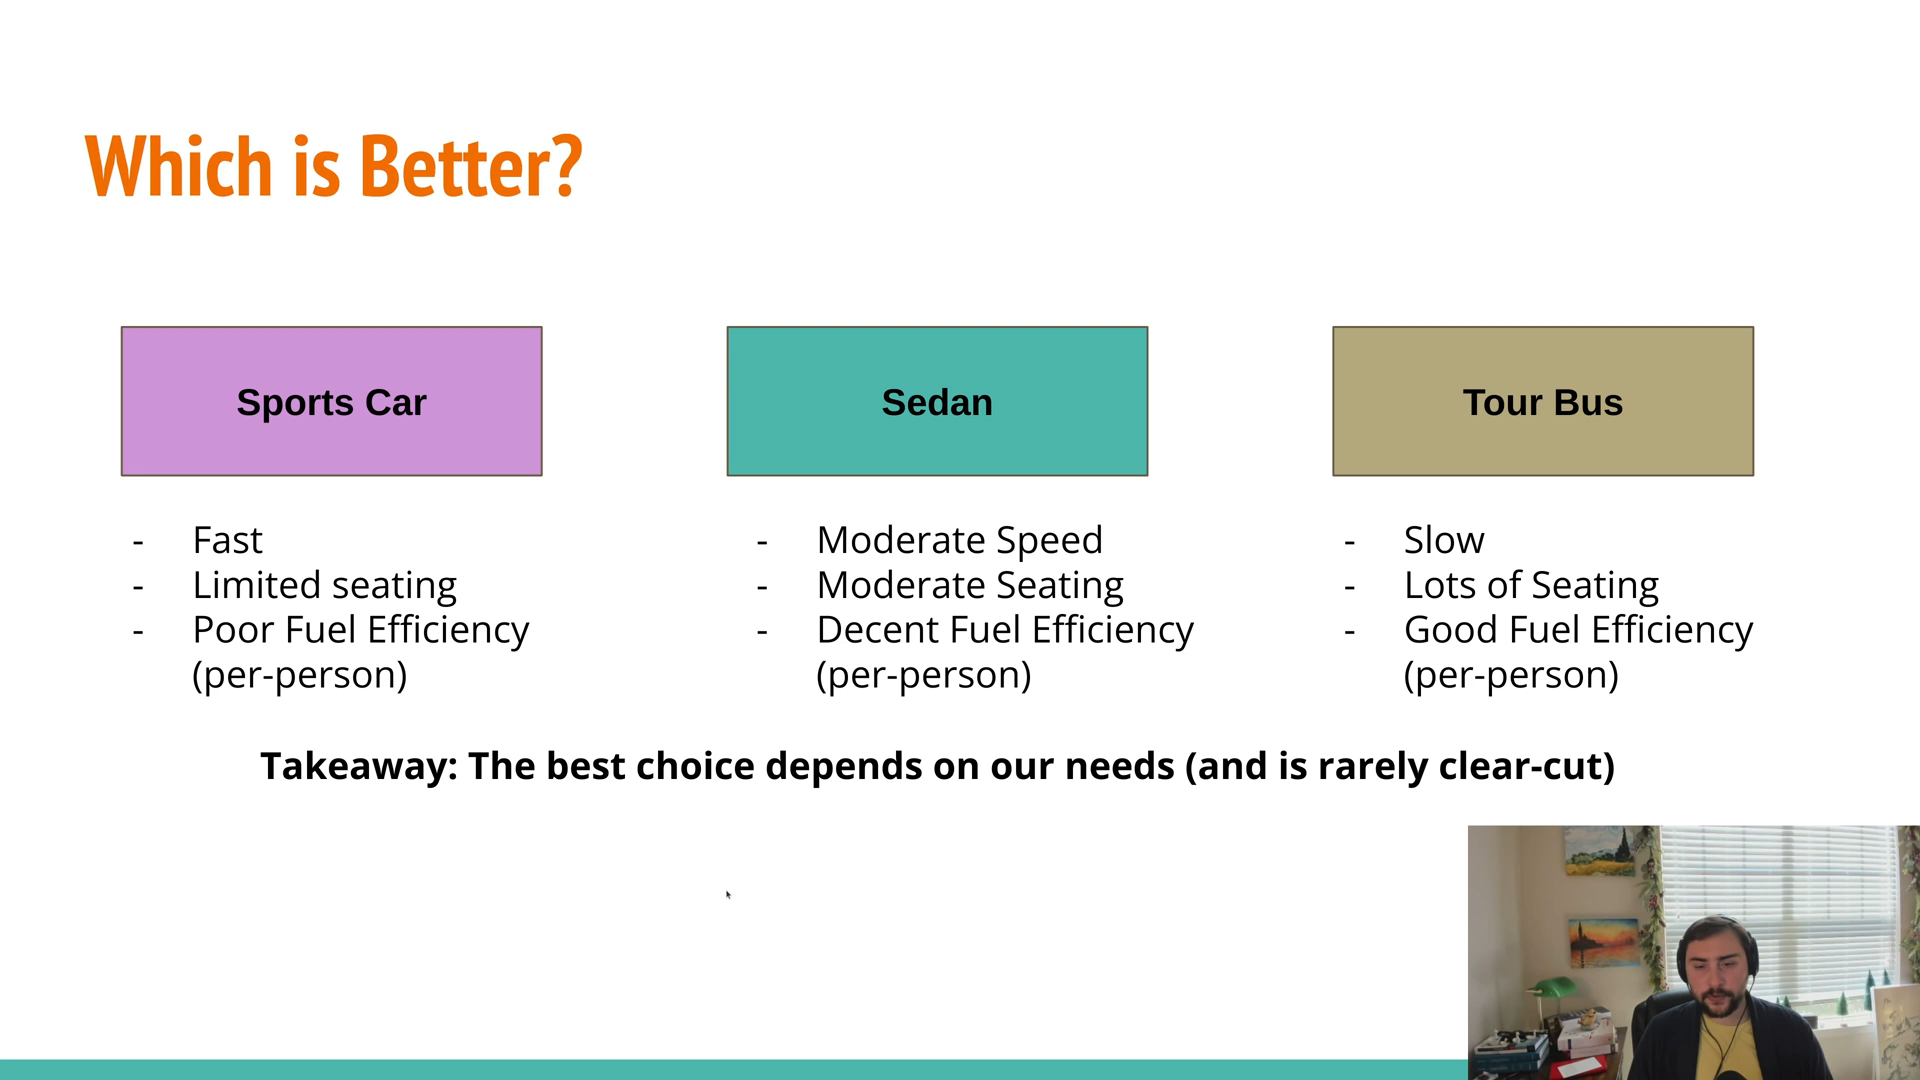 Which is Better?
Sports Car
- Fast
- Limited seating
- Poor Fuel Efficiency
(per-person)
Sedan
- Moderate Speed
- Moderate Seating
- Decent Fuel Efficiency
(per-person)
Tour Bus
- Slow
- Lots of Seating
- Good Fuel Efficiency
(per-person)
Takeaway: The best choice depends on our needs (and is rarely clear-cut)